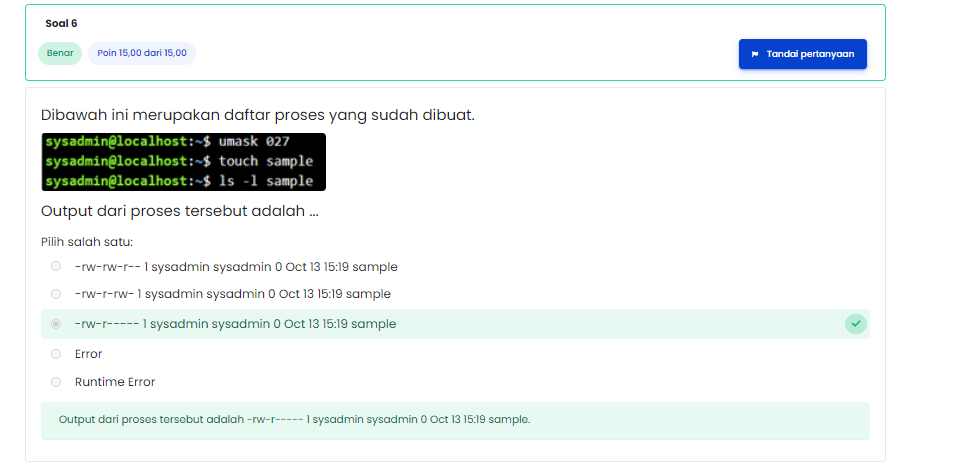 Soal 6
Benar
Poin 15,00 dari 15,00
Tandai pertanyaan
Dibawah ini merupakan daftar proses yang sudah dibuat.
sysadmin@localhost:~$ umask 027
sysadmin@localhost:~$ touch sample
sysadmin@localhost:~$ ls -l sample
Output dari proses tersebut adalah ...
Pilih salah satu:
-rw-rw-r-- 1 sysadmin sysadmin 0 Oct 13 15:19 sample
-rw-r-rw- 1 sysadmin sysadmin 0 Oct 13 15:19 sample
-rw-r----- 1 sysadmin sysadmin 0 Oct 13 15:19 sample
Error
Runtime Error
Output dari proses tersebut adalah -rw-r----- 1 sysadmin sysadmin 0 Oct 13 15:19 sample.